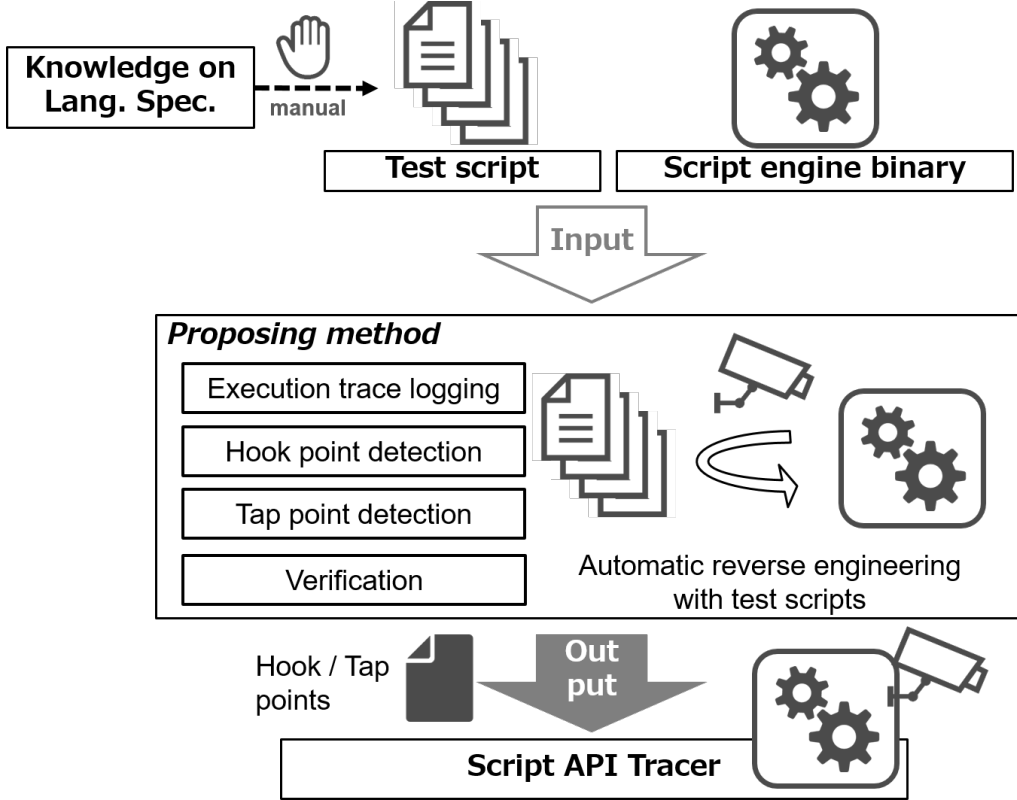 Knowledge on
Lang. Spec.
manual
Test script
Script engine binary
Input
Proposing method
Execution trace logging
Hook point detection
Tap point detection
Verification
Automatic reverse engineering
with test scripts
Hook / Tap
points
Out
put
Script API Tracer